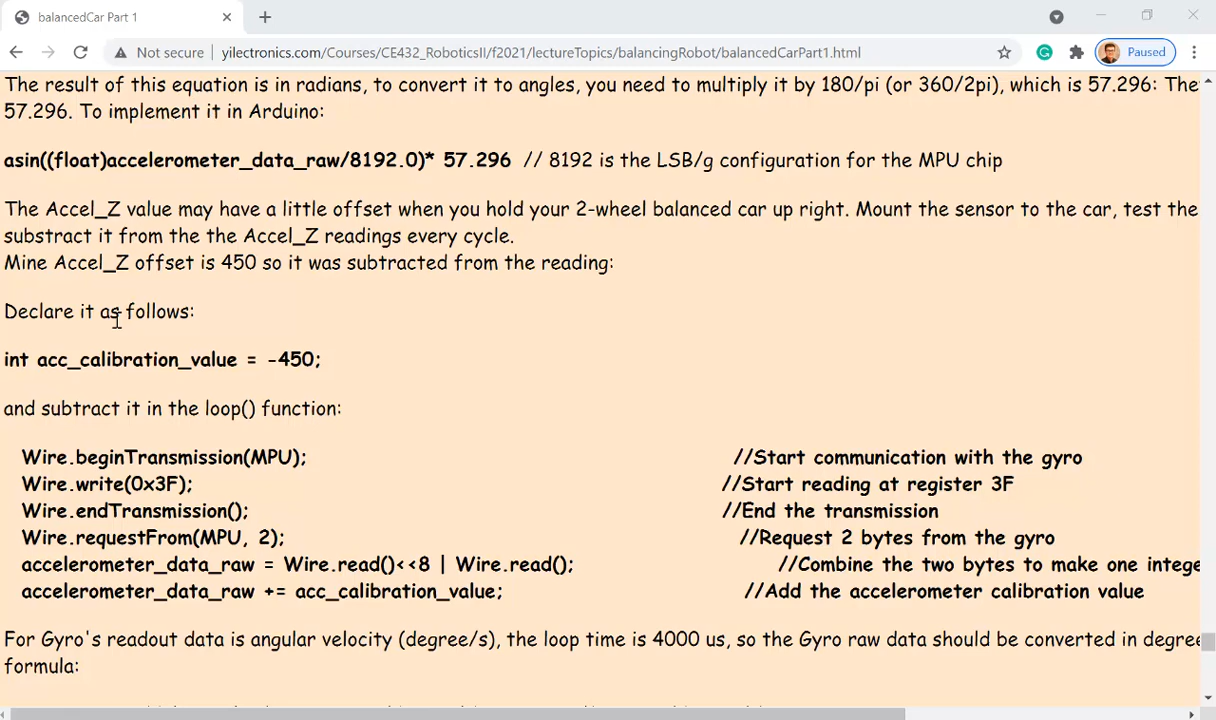 balancedCar Part 1
Not secure
yilectronics.com/Courses/CE432_RoboticsII/f2021/lectureTopics/balancingRobot/balancedCarPart1.html
Paused
The result of this equation is in radians, to convert it to angles, you need to multiply it by 180/pi (or 360/2pi), which is 57.296: The
57.296. To implement it in Arduino:
asin((float)accelerometer_data_raw/8192.0)* 57.296 // 8192 is the LSB/g configuration for the MPU chip
The Accel_Z value may have a little offset when you hold your 2-wheel balanced car up right. Mount the sensor to the car, test the
substract it from the the Accel_Z readings every cycle.
Mine Accel_Z offset is 450 so it was subtracted from the reading:
Declare it as follows:
int acc_calibration_value = -450;
and subtract it in the loop() function:
Wire.beginTransmission(MPU); //Start communication with the gyro
Wire.write(0x3F); //Start reading at register 3F
Wire.endTransmission(); //End the transmission
Wire.requestFrom(MPU, 2); //Request 2 bytes from the gyro
accelerometer_data_raw = Wire.read()<<8 | Wire.read(); //Combine the two bytes to make one intege
accelerometer_data_raw += acc_calibration_value; //Add the accelerometer calibration value
For Gyro's readout data is angular velocity (degree/s), the loop time is 4000 us, so the Gyro raw data should be converted in degree
formula: